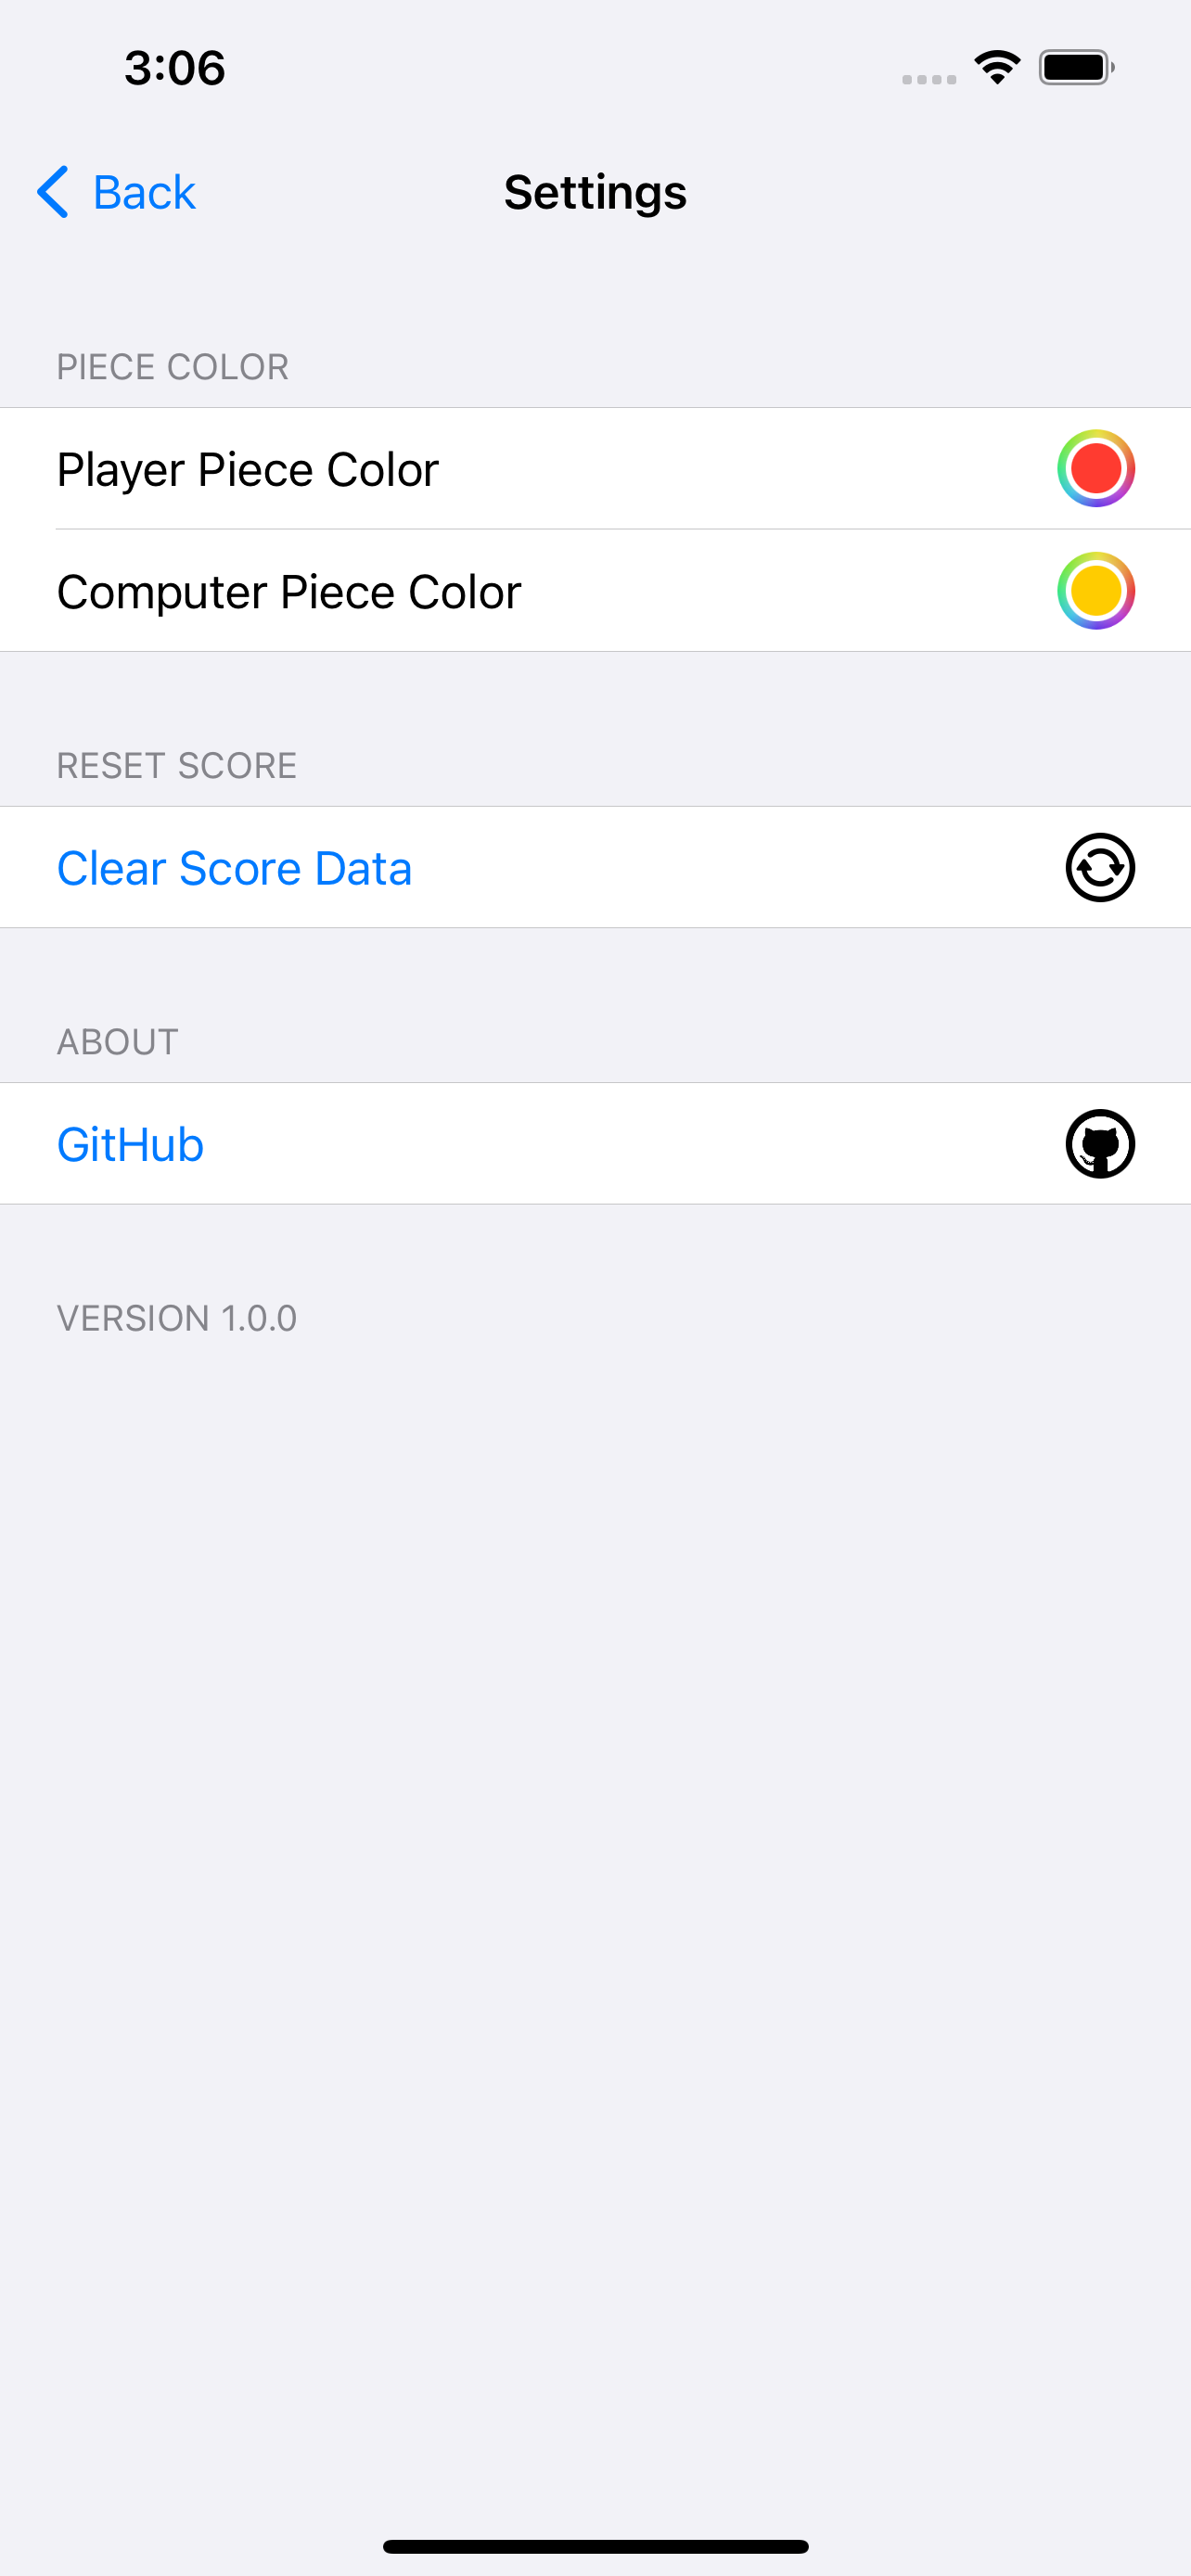 3:06
Back
Settings
PIECE COLOR
Player Piece Color
Computer Piece Color
RESET SCORE
Clear Score Data
ABOUT
GitHub
VERSION 1.0.0